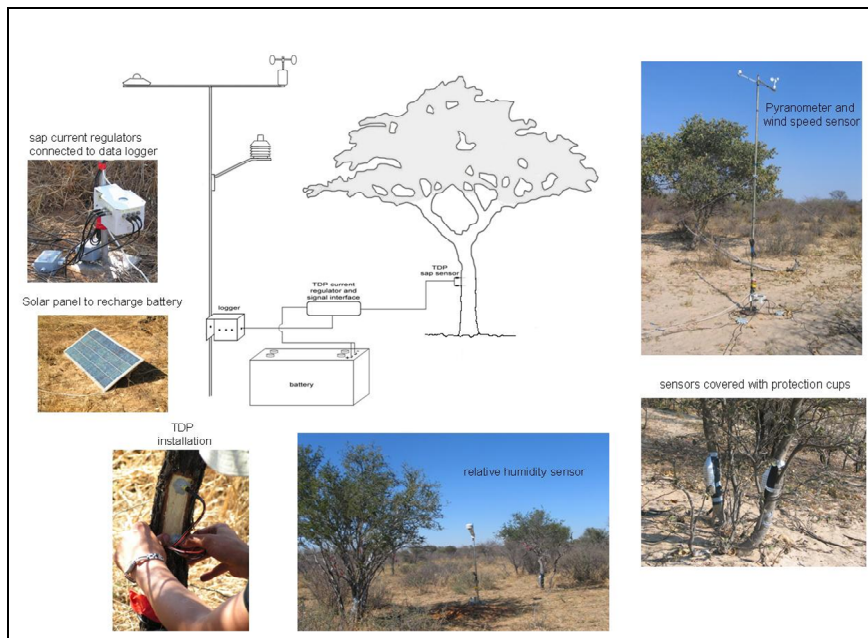 sap current regulators
connected to data logger
Pyranometer and
wind speed sensor
TDP
sap sensor
TDP current
regulator and
signal interface
logger
Solar panel to recharge battery
battery
sensors covered with protection cups
TDP
installation
relative humidity sensor